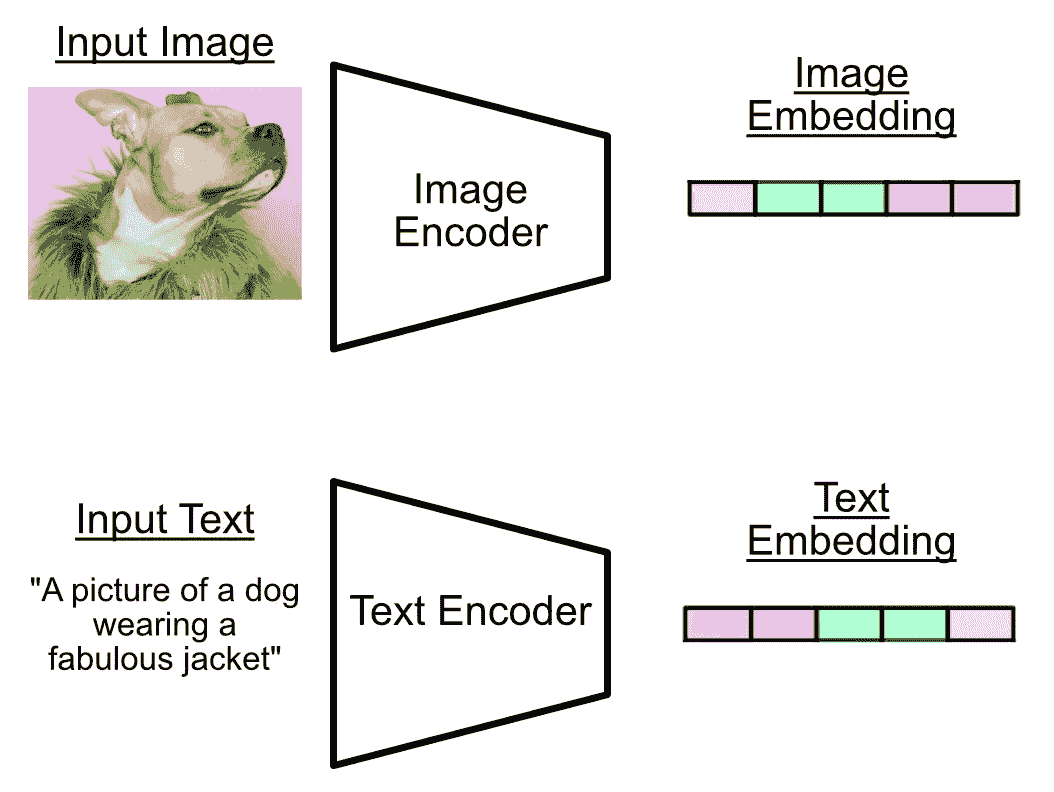 Input Image
Image
Encoder
Image
Embedding
Input Text
"A picture of a dog
wearing a
fabulous jacket"
Text Encoder
Text
Embedding